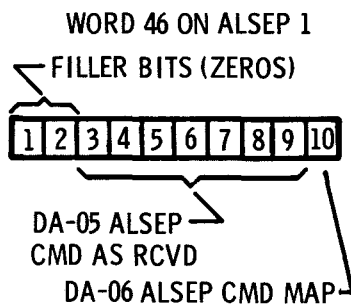 WORD 46 ON ALSEP 1
FILLER BITS (ZEROS)
1 2 3 4 5 6 7 8 9 10
DA-05 ALSEP
CMD AS RCVD
DA-06 ALSEP CMD MAP